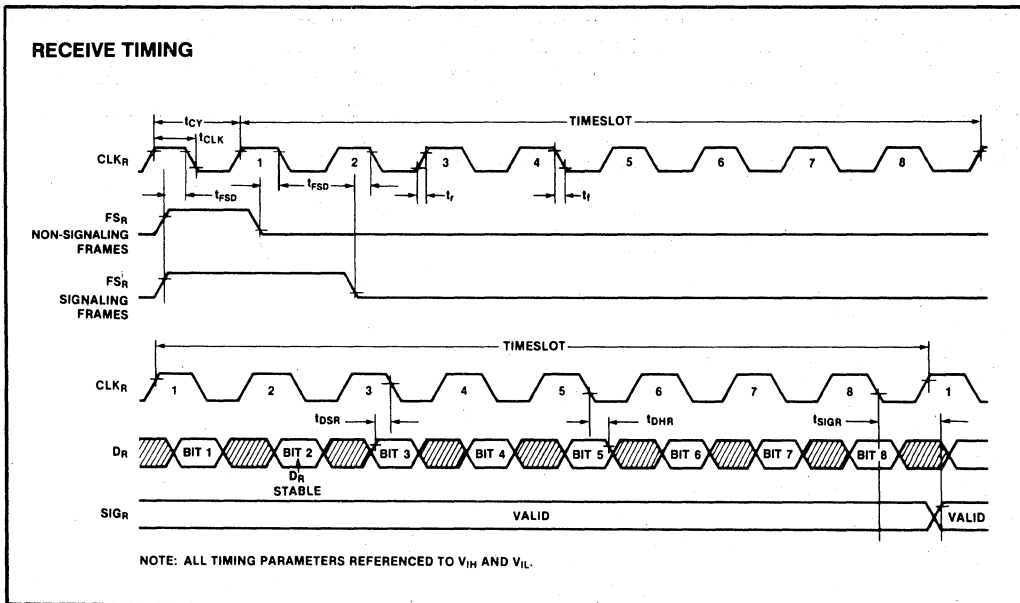 RECEIVE TIMING
tCY
TIMESLOT
tCLK
CLKR
1 2 3 4 5 6 7 8
tFSD tFSD tr tf
FSR
NON-SIGNALING
FRAMES
FSR
SIGNALING
FRAMES
TIMESLOT
CLKR
1 2 3 4 5 6 7 8 1
tDSR tDHR tSIGR
DR
BIT 1 BIT 2 BIT 3 BIT 4 BIT 5 BIT 6 BIT 7 BIT 8
DR
STABLE
SIGR
VALID VALID
NOTE: ALL TIMING PARAMETERS REFERENCED TO VIH AND VIL.